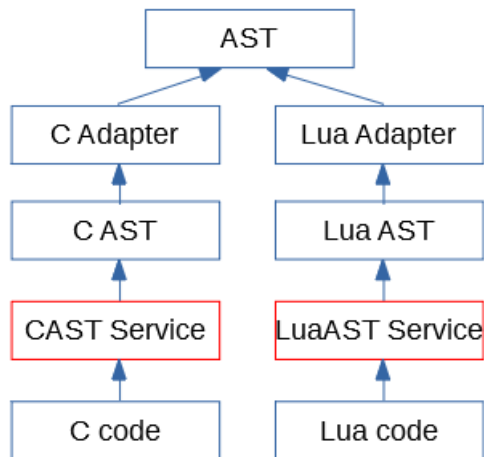 AST
C Adapter
Lua Adapter
C AST
Lua AST
CAST Service
LuaAST Service
C code
Lua code